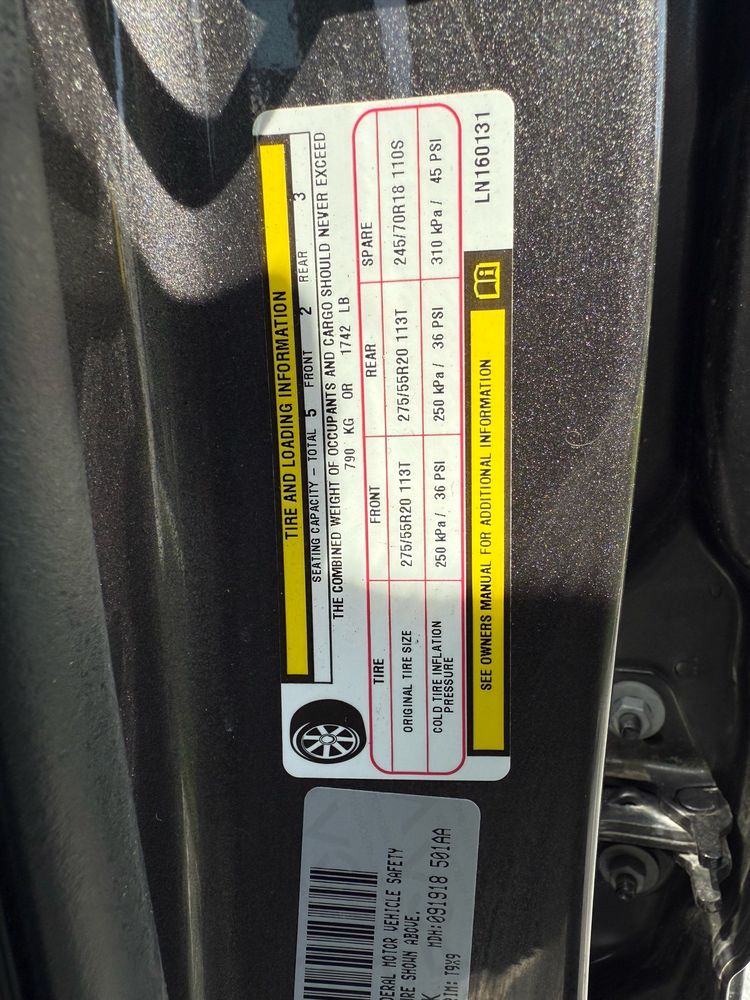 TIRE AND LOADING INFORMATION
SEATING CAPACITY - TOTAL 5 FRONT 2 REAR 3
THE COMBINED WEIGHT OF OCCUPANTS AND CARGO SHOULD NEVER EXCEED
790 KG OR 1742 LB
TIRE FRONT REAR SPARE
ORIGINAL TIRE SIZE 275/55R20 113T 275/55R20 113T 245/70R18 110S
COLD TIRE INFLATION PRESSURE 250 kPa / 36 PSI 250 kPa / 36 PSI 310 kPa / 45 PSI
SEE OWNERS MANUAL FOR ADDITIONAL INFORMATION
LN160131
MOTOR VEHICLE SAFETY
SHOWN ABOVE.
MDH:091918 501AA
T9X9